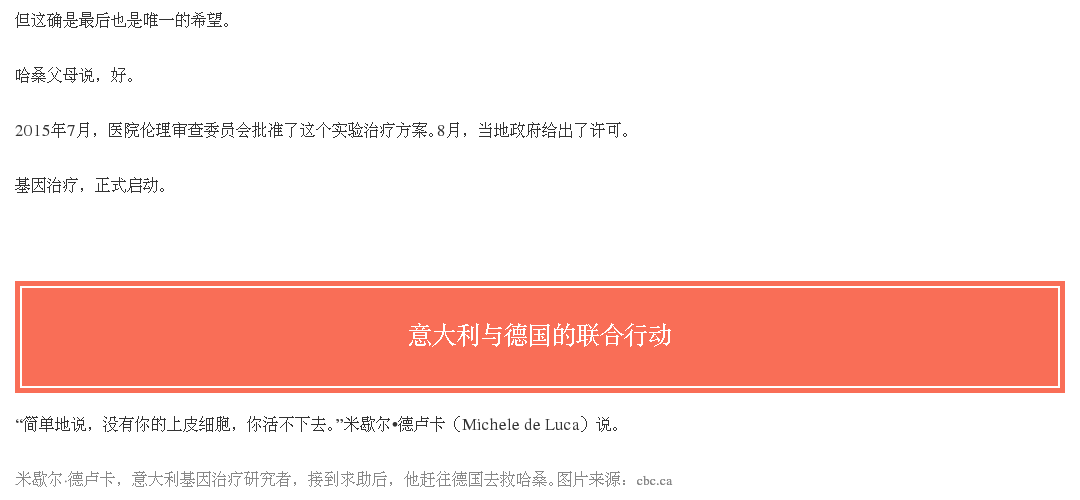 但这确是最后也是唯一的希望。
哈桑父母说，好。
2015年7月，医院伦理审查委员会批准了这个实验治疗方案。8月，当地政府给出了许可。
基因治疗，正式启动。
意大利与德国的联合行动
“简单地说，没有你的上皮细胞，你活不下去。”米歇尔•德卢卡（Michele de Luca）说。
米歇尔·德卢卡，意大利基因治疗研究者，接到求助后，他赶往德国去救哈桑。图片来源：cbc.ca